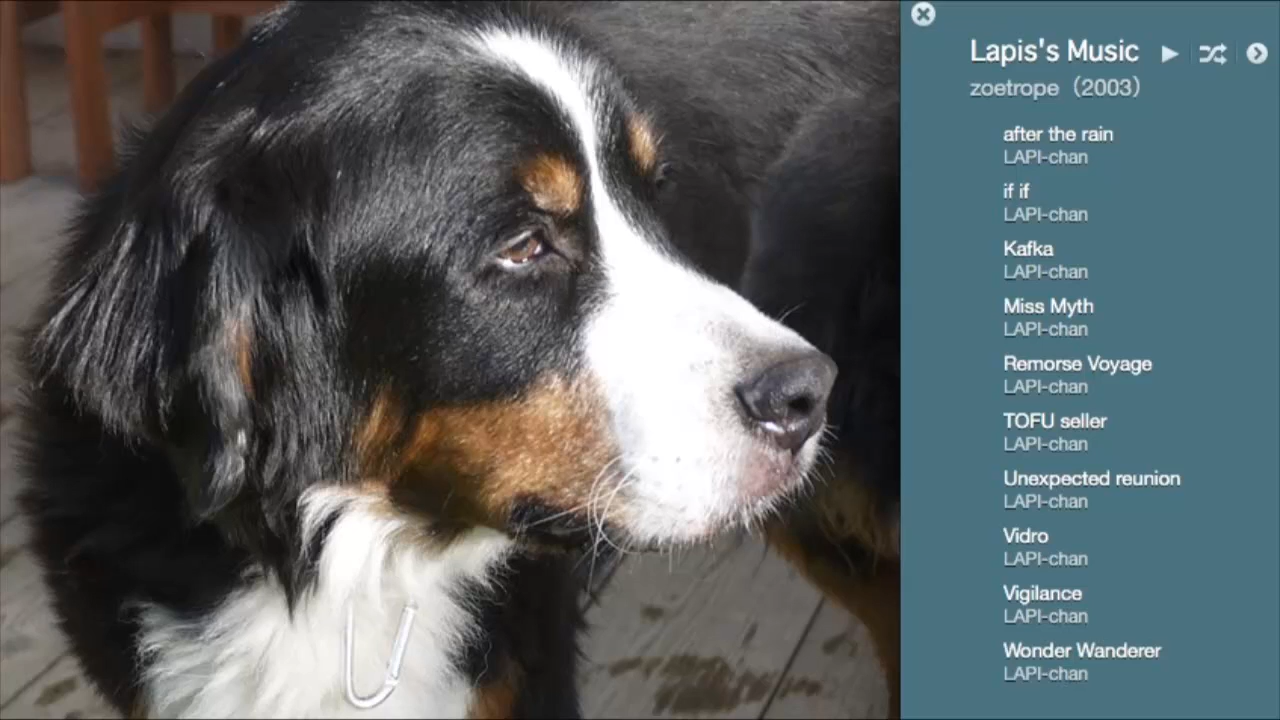 Lapis's Music
zoetrope（2003）
after the rain
LAPI-chan
if if
LAPI-chan
Kafka
LAPI-chan
Miss Myth
LAPI-chan
Remorse Voyage
LAPI-chan
TOFU seller
LAPI-chan
Unexpected reunion
LAPI-chan
Vidro
LAPI-chan
Vigilance
LAPI-chan
Wonder Wanderer
LAPI-chan